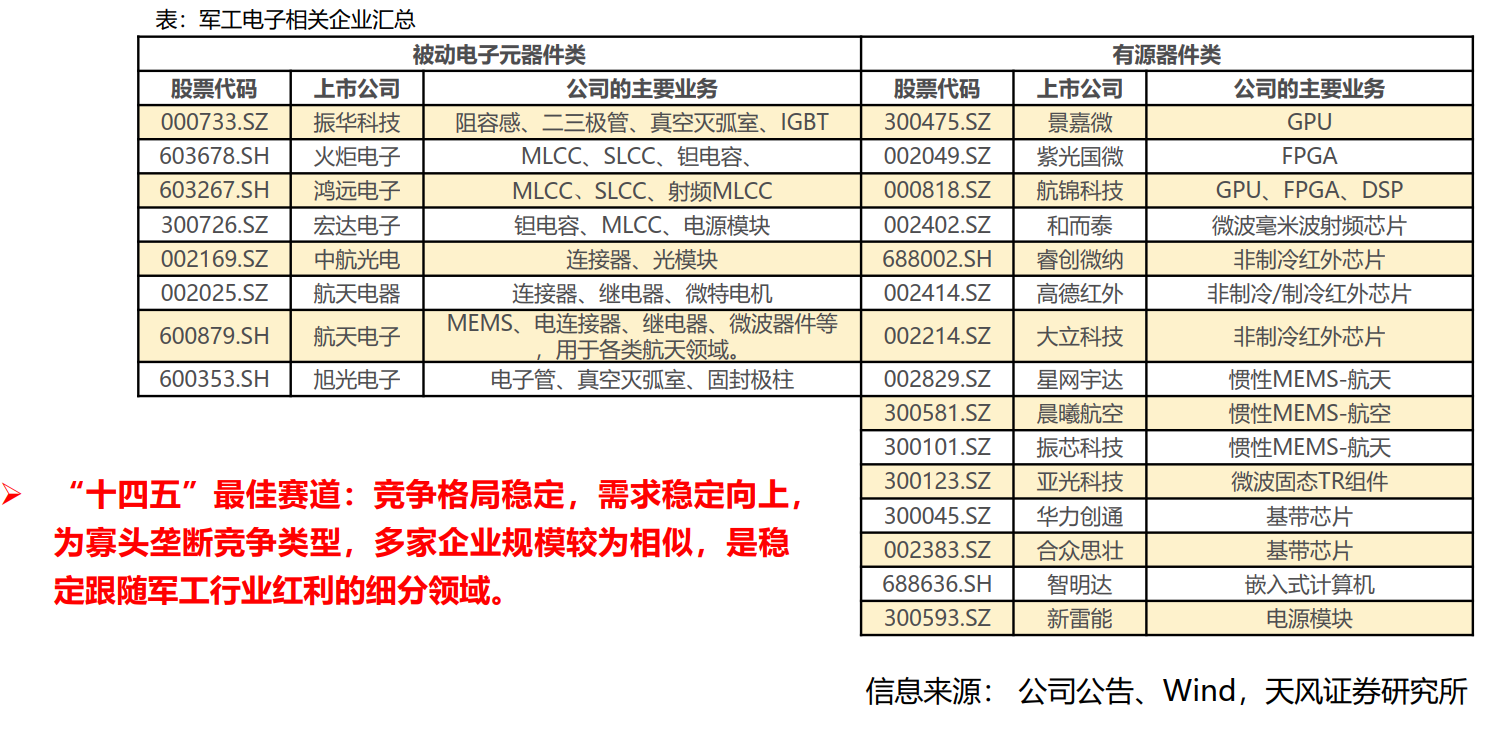 表：军工电子相关企业汇总
被动电子元器件类 有源器件类
股票代码 上市公司 公司的主要业务 股票代码 上市公司 公司的主要业务
000733.SZ 振华科技 阻容感、二三极管、真空灭弧室、IGBT 300475.SZ 景嘉微 GPU
603678.SH 火炬电子 MLCC、SLCC、钽电容、 002049.SZ 紫光国微 FPGA
603267.SH 鸿远电子 MLCC、SLCC、射频MLCC 000818.SZ 航锦科技 GPU、FPGA、DSP
300726.SZ 宏达电子 钽电容、MLCC、电源模块 002402.SZ 和而泰 微波毫米波射频芯片
002169.SZ 中航光电 连接器、光模块 688002.SH 睿创微纳 非制冷红外芯片
002025.SZ 航天电器 连接器、继电器、微特电机 002414.SZ 高德红外 非制冷/制冷红外芯片
600879.SH 航天电子 MEMS、电连接器、继电器、微波器件等 002214.SZ 大立科技 非制冷红外芯片
，用于各类航天领域。
600353.SH 旭光电子 电子管、真空灭弧室、固封极柱 002829.SZ 星网宇达 惯性MEMS-航天
300581.SZ 晨曦航空 惯性MEMS-航空
300101.SZ 振芯科技 惯性MEMS-航天
300123.SZ 亚光科技 微波固态TR组件
300045.SZ 华力创通 基带芯片
002383.SZ 合众思壮 基带芯片
688636.SH 智明达 嵌入式计算机
300593.SZ 新雷能 电源模块
“十四五”最佳赛道：竞争格局稳定，需求稳定向上，
为寡头垄断竞争类型，多家企业规模较为相似，是稳
定跟随军工行业红利的细分领域。
信息来源： 公司公告、Wind，天风证券研究所